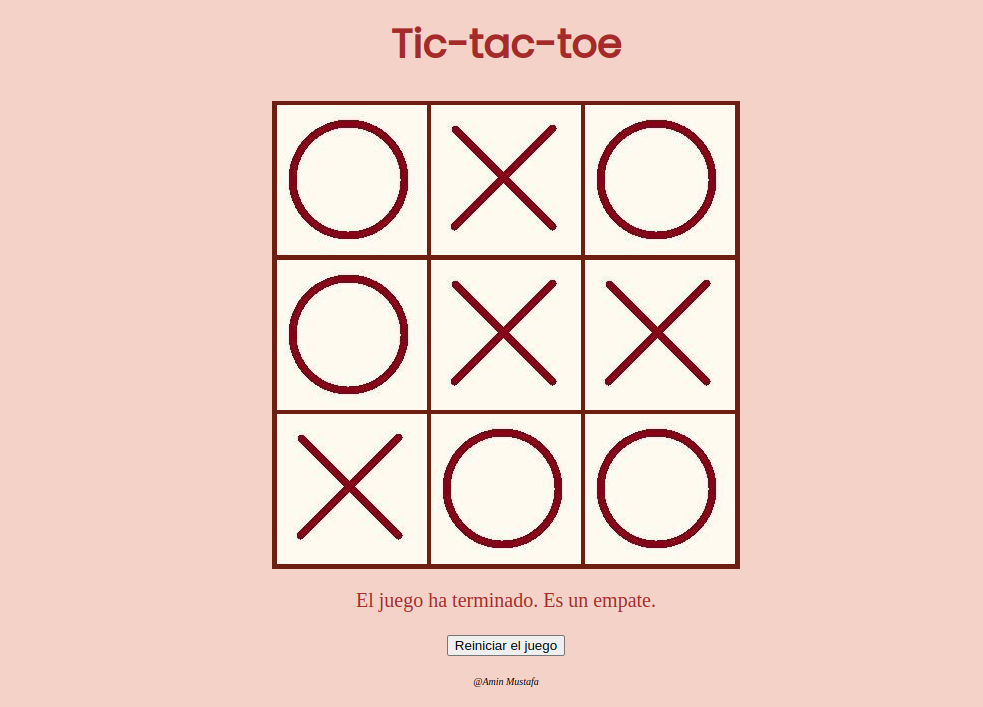 Tic-tac-toe
El juego ha terminado. Es un empate.
Reiniciar el juego
@Amin Mustafa